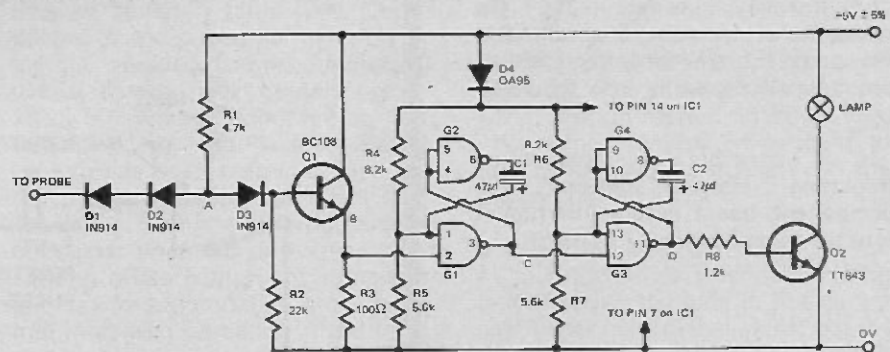 +5V ± 5%
D4
OA95
TO PIN 14 on IC1
LAMP
R1
4.7k
BC108
Q1
G2
G4
5
4
6
C1
47µf
8.2k
R6
R4
8.2k
9
10
8
C2
47µf
TO PROBE
D1
IN914
D2
IN914
A
D3
IN914
B
1
2
3
G1
C
13
12
11
G3
D
R8
1.2k
Q2
TT643
R2
22k
R3
100Ω
R5
5.6k
5.6k
R7
TO PIN 7 on IC1
0V